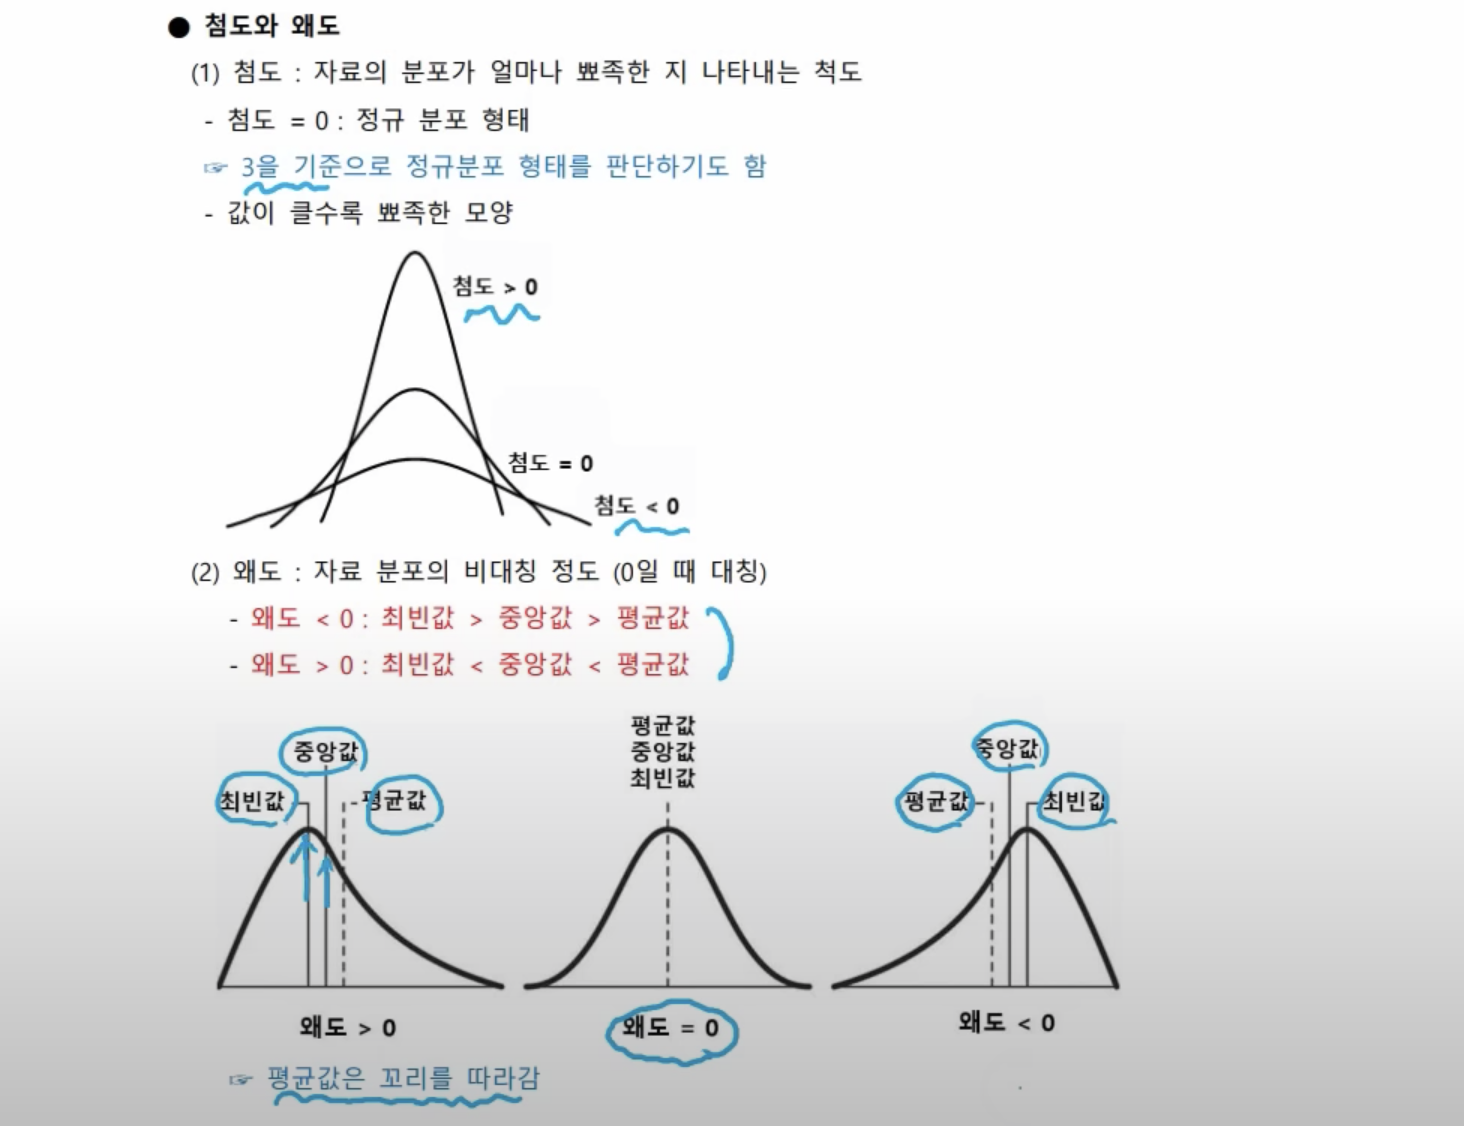 ● 첨도와 왜도
(1) 첨도 : 자료의 분포가 얼마나 뾰족한 지 나타내는 척도
- 첨도 = 0 : 정규 분포 형태
☞ 3을 기준으로 정규분포 형태를 판단하기도 함
- 값이 클수록 뾰족한 모양
첨도 > 0
첨도 = 0
첨도 < 0
(2) 왜도 : 자료 분포의 비대칭 정도 (0일 때 대칭)
- 왜도 < 0 : 최빈값 > 중앙값 > 평균값
- 왜도 > 0 : 최빈값 < 중앙값 < 평균값
중앙값
최빈값
평균값
평균값
중앙값
최빈값
중앙값
평균값
최빈값
왜도 > 0
왜도 = 0
왜도 < 0
☞ 평균값은 꼬리를 따라감